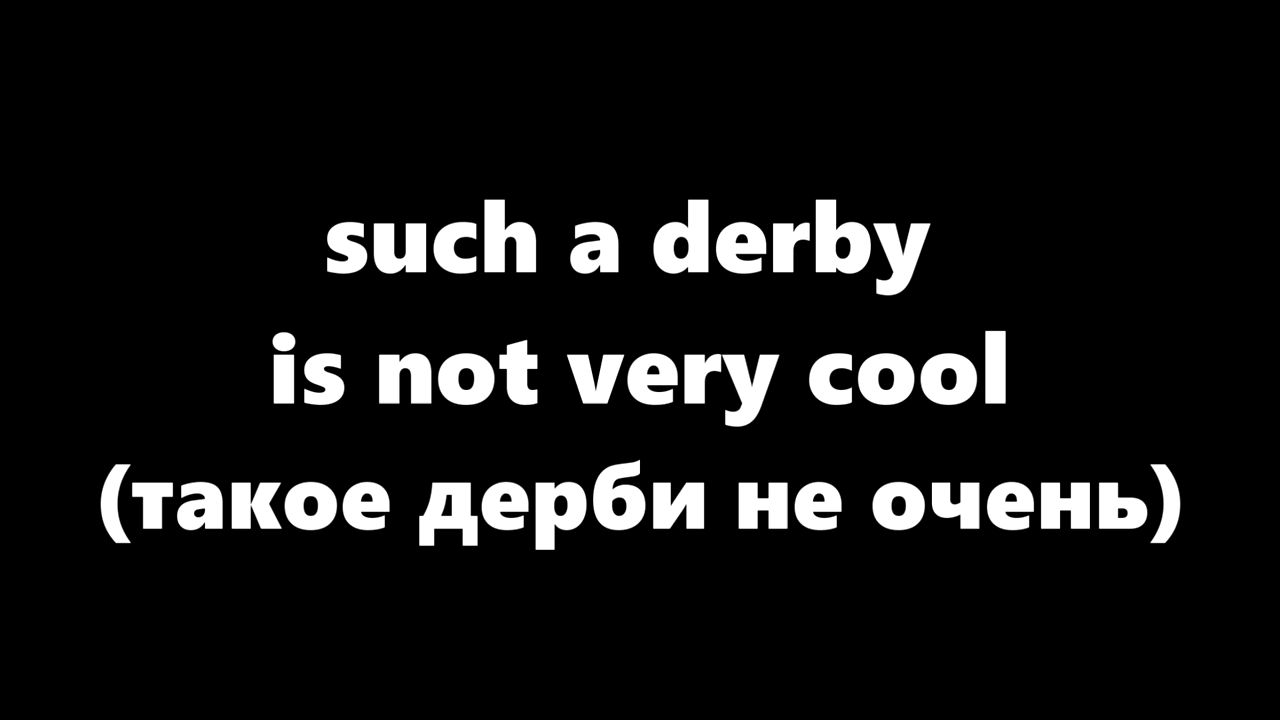 such a derby
is not very cool
(такое дерби не очень)